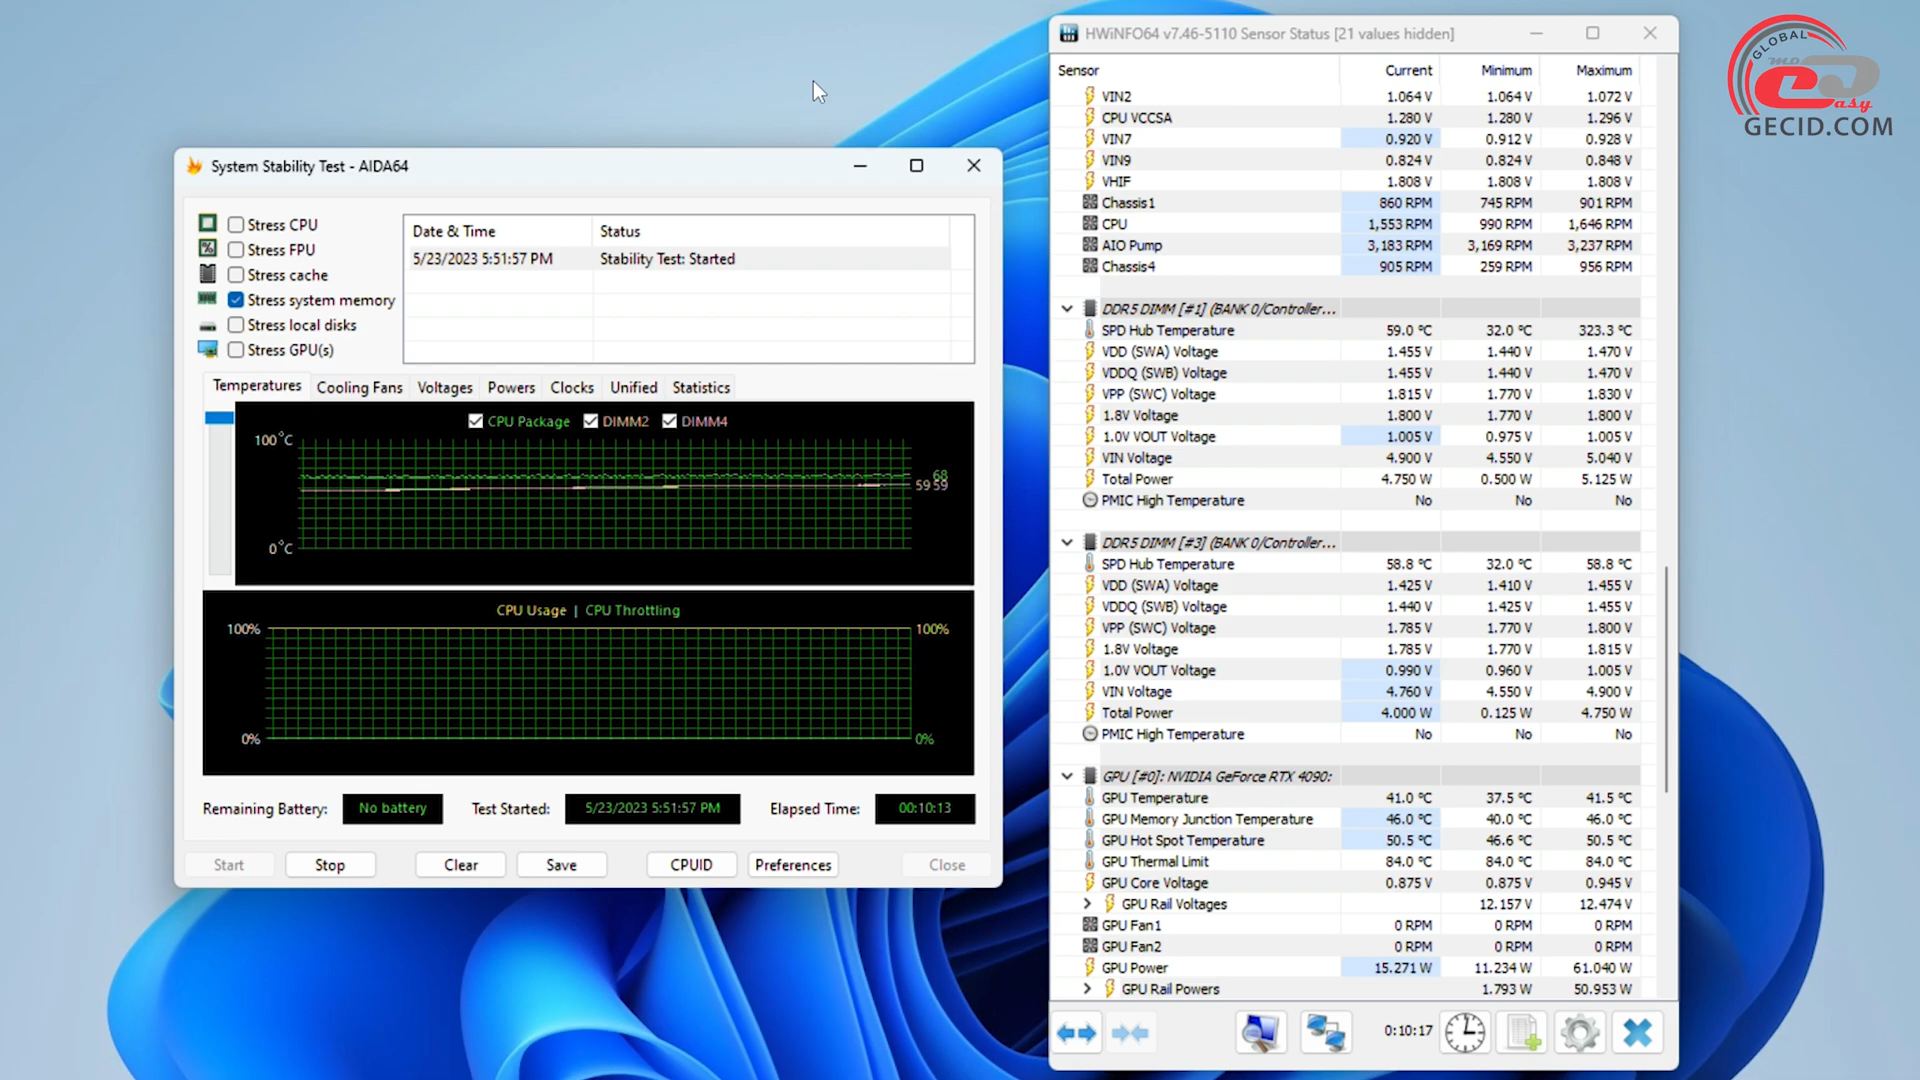 HWiNFO64 v7.46-5110 Sensor Status [21 values hidden]
GLOBAL
easy
GECID.COM
Sensor Current Minimum Maximum
VIN2 1.064 V 1.064 V 1.072 V
CPU VCCSA 1.280 V 1.280 V 1.296 V
VIN7 0.920 V 0.912 V 0.928 V
VIN9 0.824 V 0.824 V 0.848 V
VHIF 1.808 V 1.808 V 1.808 V
Chassis1 860 RPM 745 RPM 901 RPM
CPU 1,553 RPM 990 RPM 1,646 RPM
AIO Pump 3,183 RPM 3,169 RPM 3,237 RPM
Chassis4 905 RPM 259 RPM 956 RPM
DDR5 DIMM [#1] (BANK 0/Controller...
SPD Hub Temperature 59.0 °C 32.0 °C 323.3 °C
VDD (SWA) Voltage 1.455 V 1.440 V 1.470 V
VDDQ (SWB) Voltage 1.455 V 1.440 V 1.470 V
VPP (SWC) Voltage 1.815 V 1.770 V 1.830 V
1.8V Voltage 1.800 V 1.770 V 1.800 V
1.0V VOUT Voltage 1.005 V 0.975 V 1.005 V
VIN Voltage 4.900 V 4.550 V 5.040 V
Total Power 4.750 W 0.500 W 5.125 W
PMIC High Temperature No No No
DDR5 DIMM [#3] (BANK 0/Controller...
SPD Hub Temperature 58.8 °C 32.0 °C 58.8 °C
VDD (SWA) Voltage 1.425 V 1.410 V 1.455 V
VDDQ (SWB) Voltage 1.440 V 1.425 V 1.455 V
VPP (SWC) Voltage 1.785 V 1.770 V 1.800 V
1.8V Voltage 1.785 V 1.770 V 1.815 V
1.0V VOUT Voltage 0.990 V 0.960 V 1.005 V
VIN Voltage 4.760 V 4.550 V 4.900 V
Total Power 4.000 W 0.125 W 4.750 W
PMIC High Temperature No No No
GPU [#0]: NVIDIA GeForce RTX 4090:
GPU Temperature 41.0 °C 37.5 °C 41.5 °C
GPU Memory Junction Temperature 46.0 °C 40.0 °C 46.0 °C
GPU Hot Spot Temperature 50.5 °C 46.6 °C 50.5 °C
GPU Thermal Limit 84.0 °C 84.0 °C 84.0 °C
GPU Core Voltage 0.875 V 0.875 V 0.945 V
GPU Rail Voltages 12.157 V 12.474 V
GPU Fan1 0 RPM 0 RPM 0 RPM
GPU Fan2 0 RPM 0 RPM 0 RPM
GPU Power 15.271 W 11.234 W 61.040 W
GPU Rail Powers 1.793 W 50.953 W
0:10:17
System Stability Test - AIDA64
Stress CPU
Stress FPU
Stress cache
Stress system memory
Stress local disks
Stress GPU(s)
Date & Time Status
5/23/2023 5:51:57 PM Stability Test: Started
Temperatures Cooling Fans Voltages Powers Clocks Unified Statistics
CPU Package DIMM2 DIMM4
100°C
68
59 59
0°C
CPU Usage | CPU Throttling
100% 100%
0% 0%
Remaining Battery: No battery Test Started: 5/23/2023 5:51:57 PM Elapsed Time: 00:10:13
Start Stop Clear Save CPUID Preferences Close